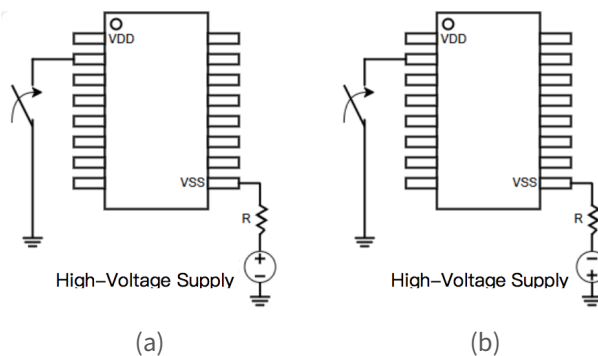 VDD
VSS
R
+
−
High–Voltage Supply
(a)
VDD
VSS
R
−
+
High–Voltage Supply
(b)